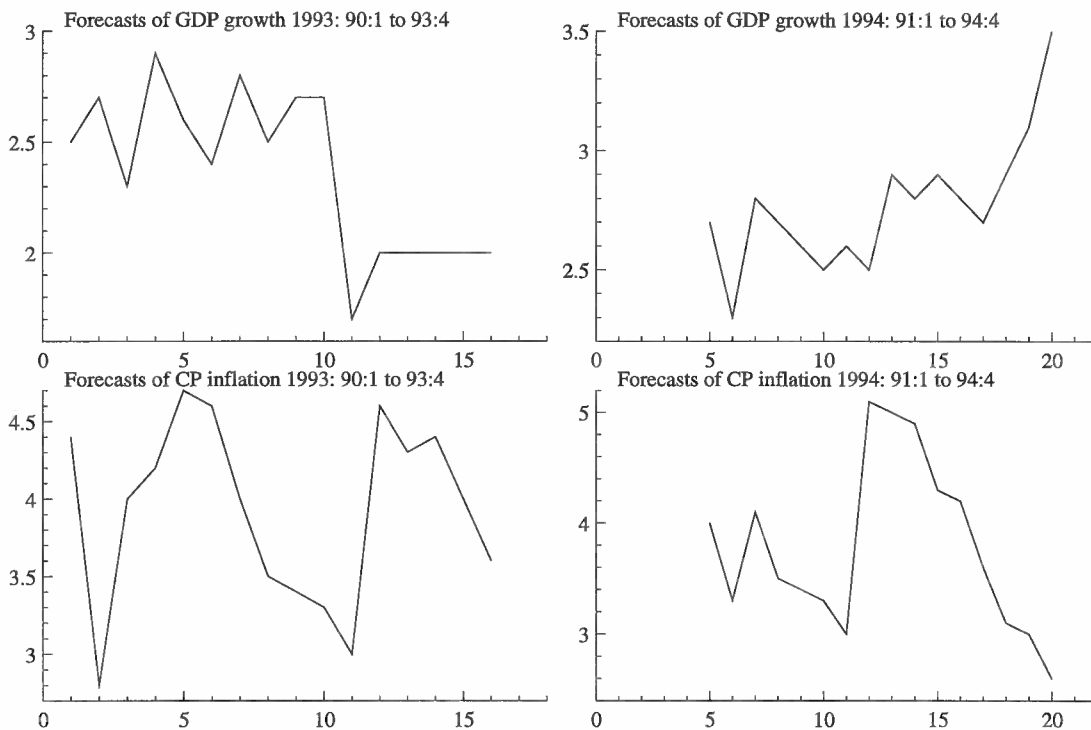 Forecasts of GDP growth 1993: 90:1 to 93:4
3
2.5
2
0 5 10 15
Forecasts of GDP growth 1994: 91:1 to 94:4
3.5
3
2.5
0 5 10 15 20
Forecasts of CP inflation 1993: 90:1 to 93:4
4.5
4
3.5
3
0 5 10 15
Forecasts of CP inflation 1994: 91:1 to 94:4
5
4
3
0 5 10 15 20